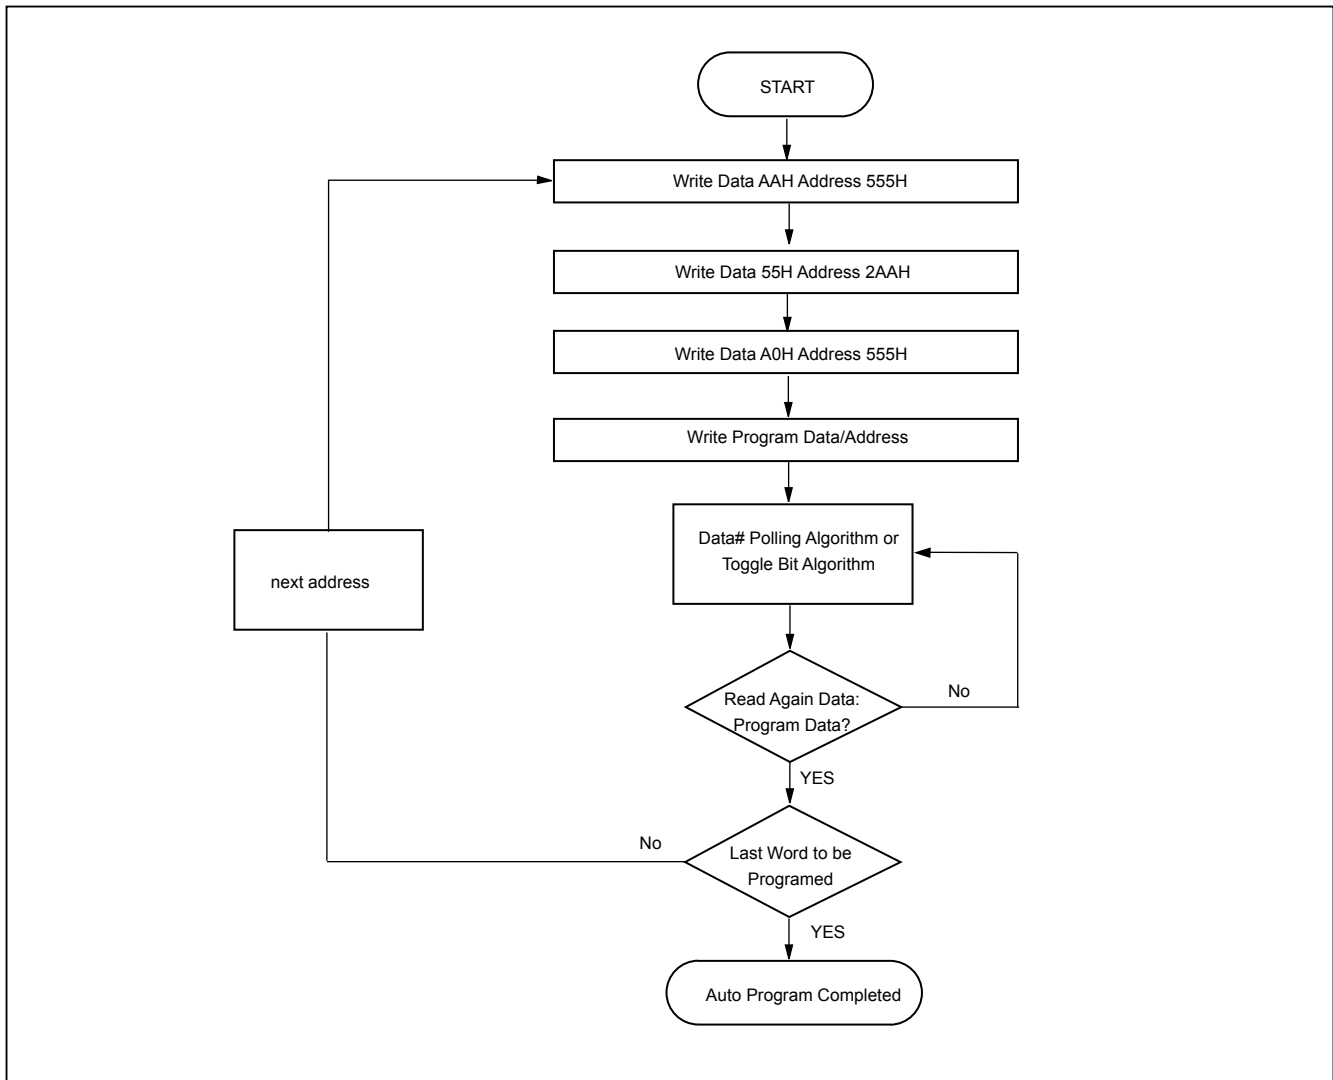 START
Write Data AAH Address 555H
Write Data 55H Address 2AAH
Write Data A0H Address 555H
Write Program Data/Address
Data# Polling Algorithm or
Toggle Bit Algorithm
next address
Read Again Data:
Program Data?
No
YES
No
Last Word to be
Programed
YES
Auto Program Completed